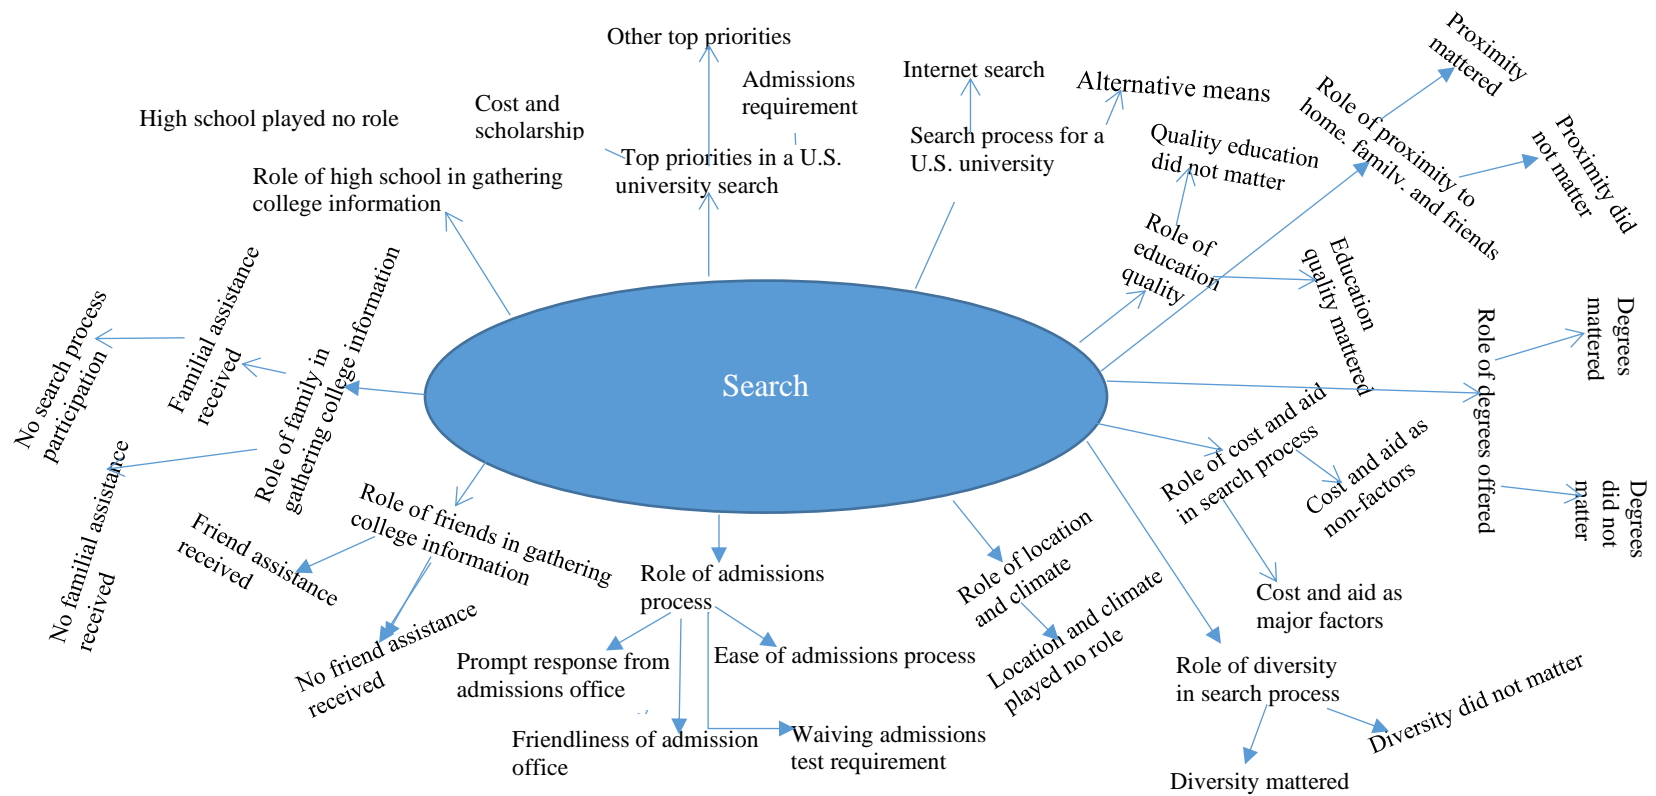 Other top priorities
Cost and
scholarship
Admissions
requirement
Internet search
Alternative means
High school played no role
Top priorities in a U.S.
university search
Search process for a
U.S. university
Role of high school in gathering
college information
Quality education
did not matter
Role of proximity to
home, family, and friends
Proximity
mattered
Proximity did
not matter
Role of
education
quality
Education
quality mattered
Role of degrees offered
Degrees
mattered
Degrees
did not
matter
Search
No search process
participation
Familial assistance
received
Role of family in
gathering college information
No familial assistance
received
Role of friends in gathering
college information
Friend assistance
received
No friend assistance
received
Role of admissions
process
Prompt response from
admissions office
Ease of admissions process
Friendliness of admission
office
Waiving admissions
test requirement
Role of location
and climate
Location and climate
played no role
Role of cost and aid
in search process
Cost and aid as
non-factors
Cost and aid as
major factors
Role of diversity
in search process
Diversity did not matter
Diversity mattered